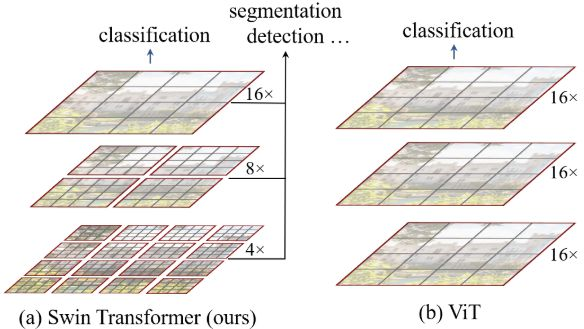 segmentation
classification
detection ...
classification
16×
8×
4×
16×
16×
16×
(a) Swin Transformer (ours)
(b) ViT